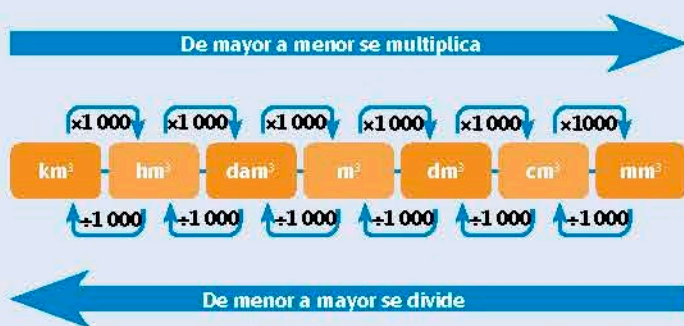 De mayor a menor se multiplica
×1 000 ×1 000 ×1 000 ×1 000 ×1 000 ×1000
km³ hm³ dam³ m³ dm³ cm³ mm³
÷1 000 ÷1 000 ÷1 000 ÷1 000 ÷1 000 ÷1 000
De menor a mayor se divide